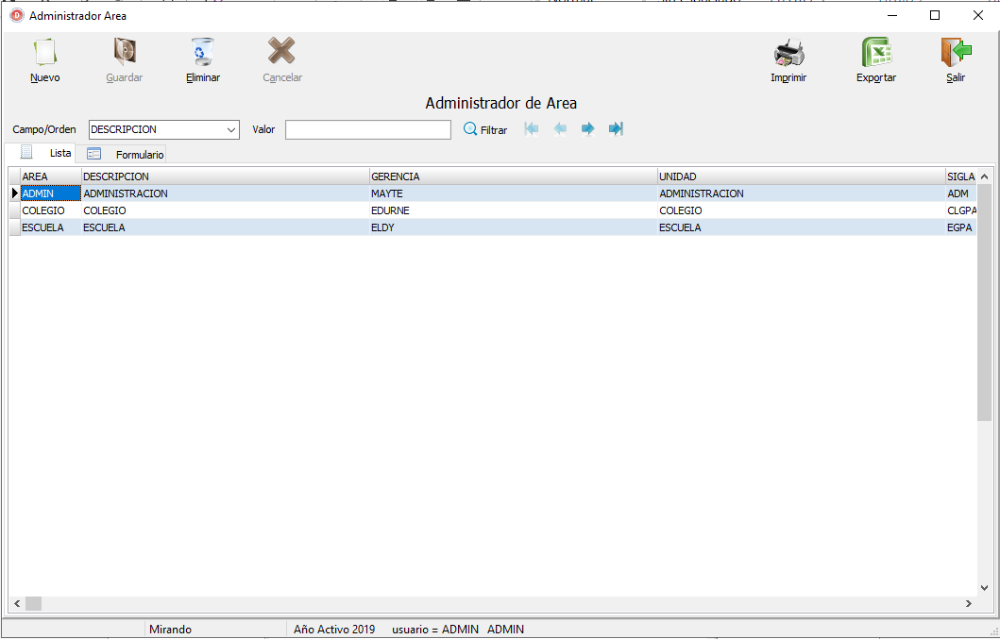 Administrador Area
Nuevo Guardar Eliminar Cancelar Imprimir Exportar Salir
Administrador de Area
Campo/Orden DESCRIPCION Valor Filtrar
Lista Formulario
AREA DESCRIPCION GERENCIA UNIDAD SIGLA
ADMIN ADMINISTRACION MAYTE ADMINISTRACION ADM
COLEGIO COLEGIO EDURNE COLEGIO CLGPA
ESCUELA ESCUELA ELDY ESCUELA EGPA
Mirando Año Activo 2019 usuario = ADMIN ADMIN